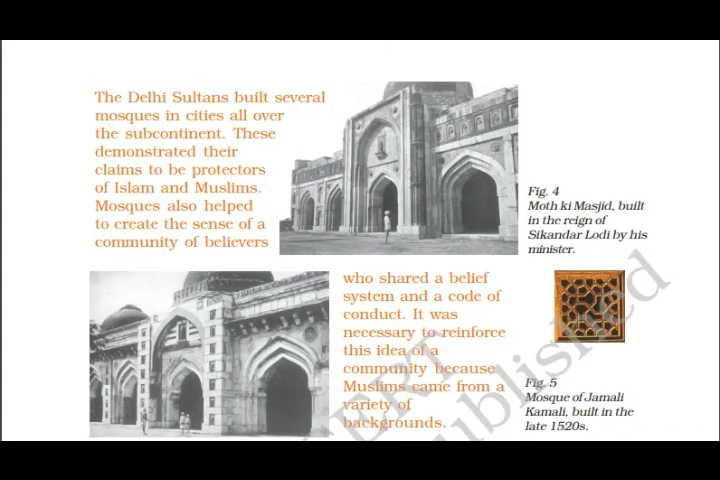 The Delhi Sultans built several
mosques in cities all over
the subcontinent. These
demonstrated their
claims to be protectors
of Islam and Muslims.
Mosques also helped
to create the sense of a
community of believers
Fig. 4
Moth ki Masjid, built
in the reign of
Sikandar Lodi by his
minister.
who shared a belief
system and a code of
conduct. It was
necessary to reinforce
this idea of a
community because
Muslims came from a
variety of
backgrounds.
Fig. 5
Mosque of Jamali
Kamali, built in the
late 1520s.
ERT
ublished